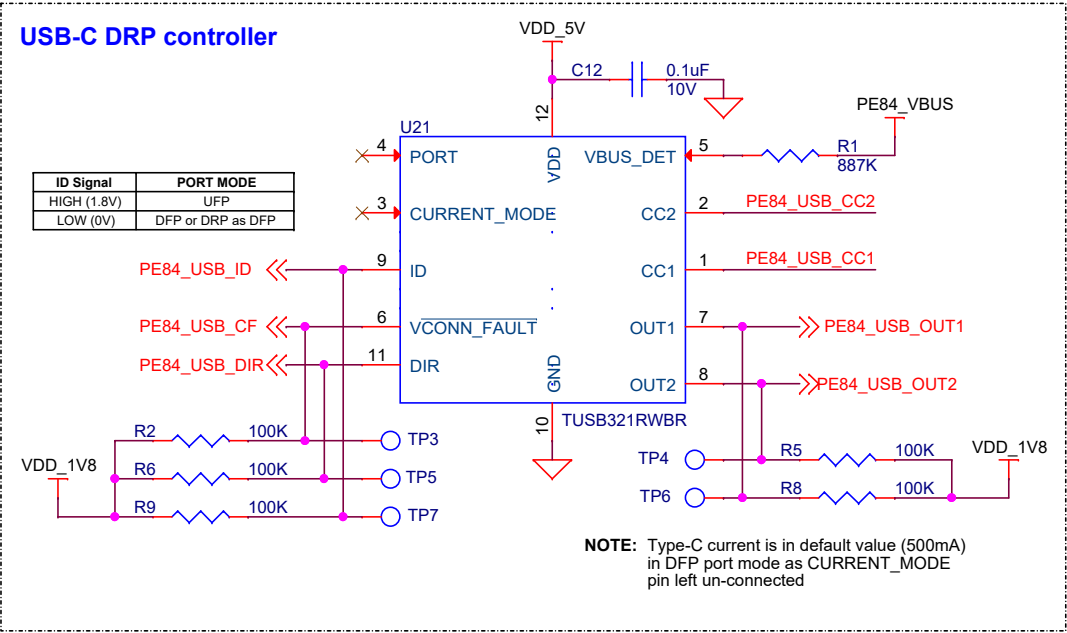 USB-C DRP controller
VDD_5V
C12
0.1uF
10V
12
PE84_VBUS
U21
4
PORT
VDD
VBUS_DET
5
R1
887K
ID Signal PORT MODE
HIGH (1.8V) UFP
LOW (0V) DFP or DRP as DFP
3
CURRENT_MODE
CC2
2
PE84_USB_CC2
PE84_USB_ID
9
ID
CC1
1
PE84_USB_CC1
PE84_USB_CF
6
VCONN_FAULT
OUT1
7
PE84_USB_OUT1
PE84_USB_DIR
11
DIR
GND
OUT2
8
PE84_USB_OUT2
10
TUSB321RWBR
R2
100K
TP3
VDD_1V8
R6
100K
TP5
R9
100K
TP7
TP4
R5
100K
VDD_1V8
TP6
R8
100K
NOTE: Type-C current is in default value (500mA)
in DFP port mode as CURRENT_MODE
pin left un-connected